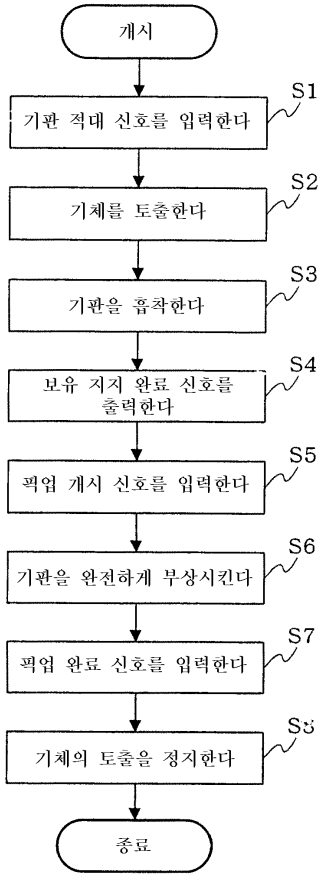 개시
S1
기판 적대 신호를 입력한다
S2
기체를 토출한다
S3
기판을 흡착한다
S4
보유 지지 완료 신호를
출력한다
S5
픽업 개시 신호를 입력한다
S6
기판을 완전하게 부상시킨다
S7
픽업 완료 신호를 입력한다
S8
기체의 토출을 정지한다
종료